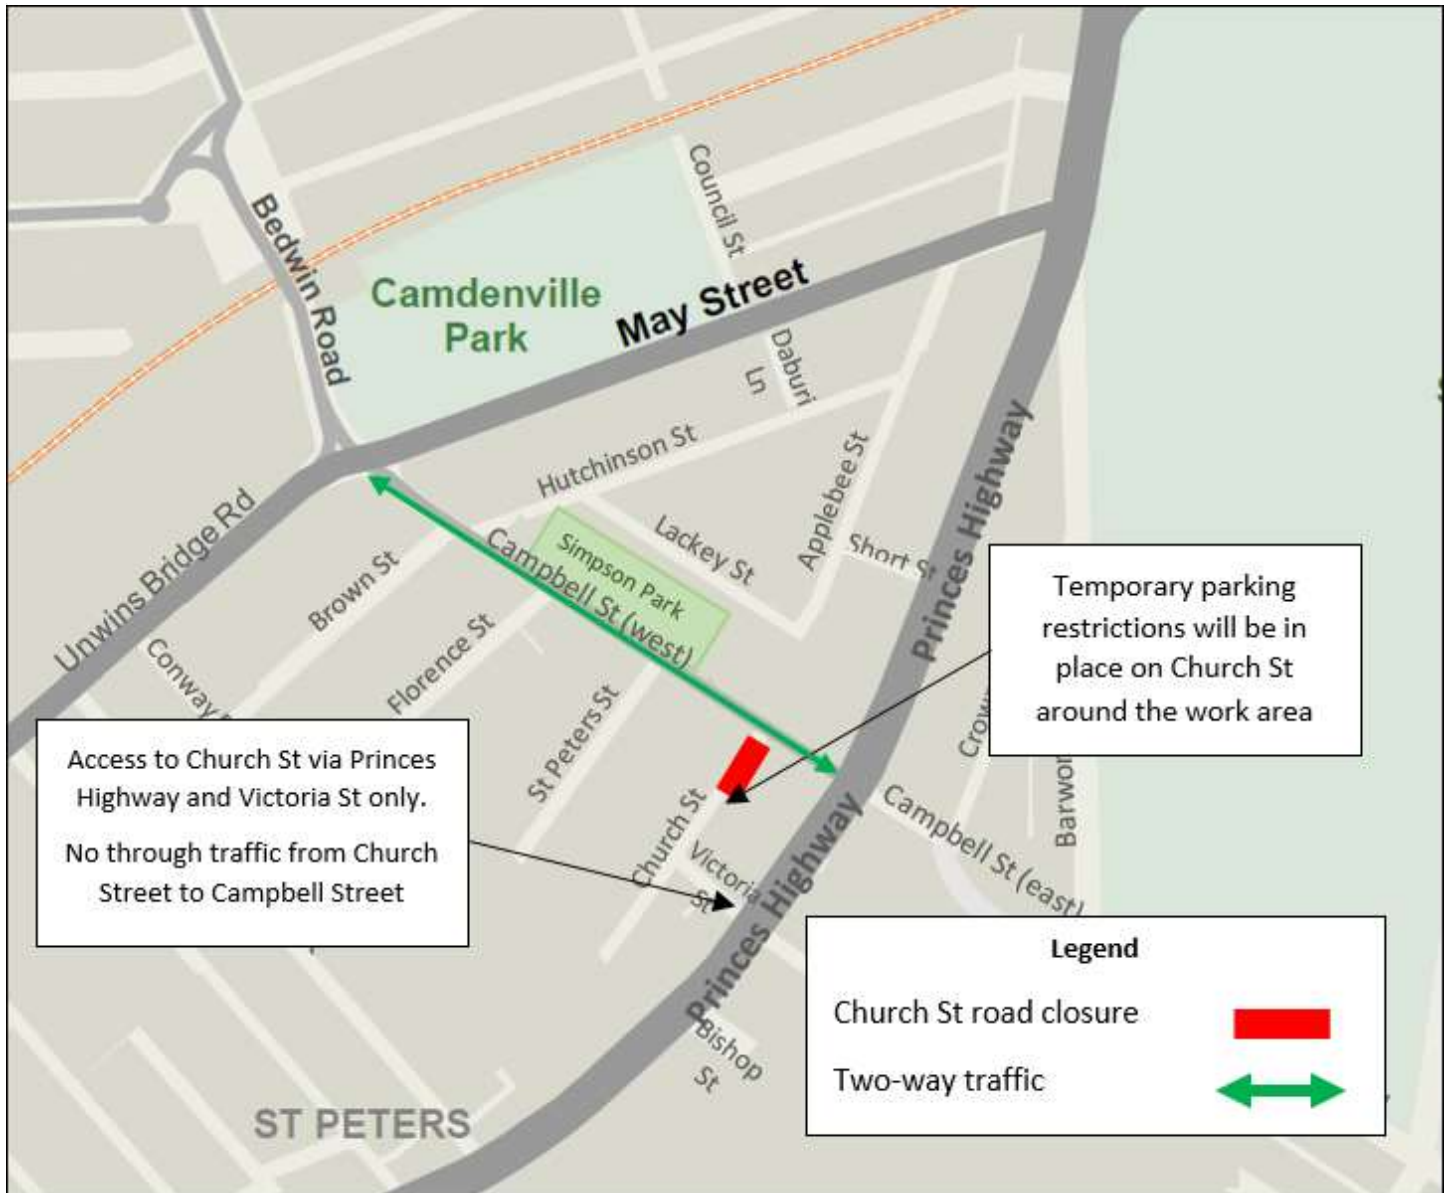 Council St
Bedwin Road
Camdenville
Park
May Street
Daburi
Ln
Hutchinson St
Applebee St
Princes Highway
Unwins Bridge Rd
Brown St
Campbell St (west)
Simpson Park
Lackey St
Short St
Conway
Florence St
St Peters St
Temporary parking
restrictions will be in
place on Church St
around the work area
Access to Church St via Princes
Highway and Victoria St only.
No through traffic from Church
Street to Campbell Street
Church St
Victoria
St
Princes Highway
Campbell St (east)
Bishop
St
ST PETERS
Legend
Church St road closure
Two-way traffic